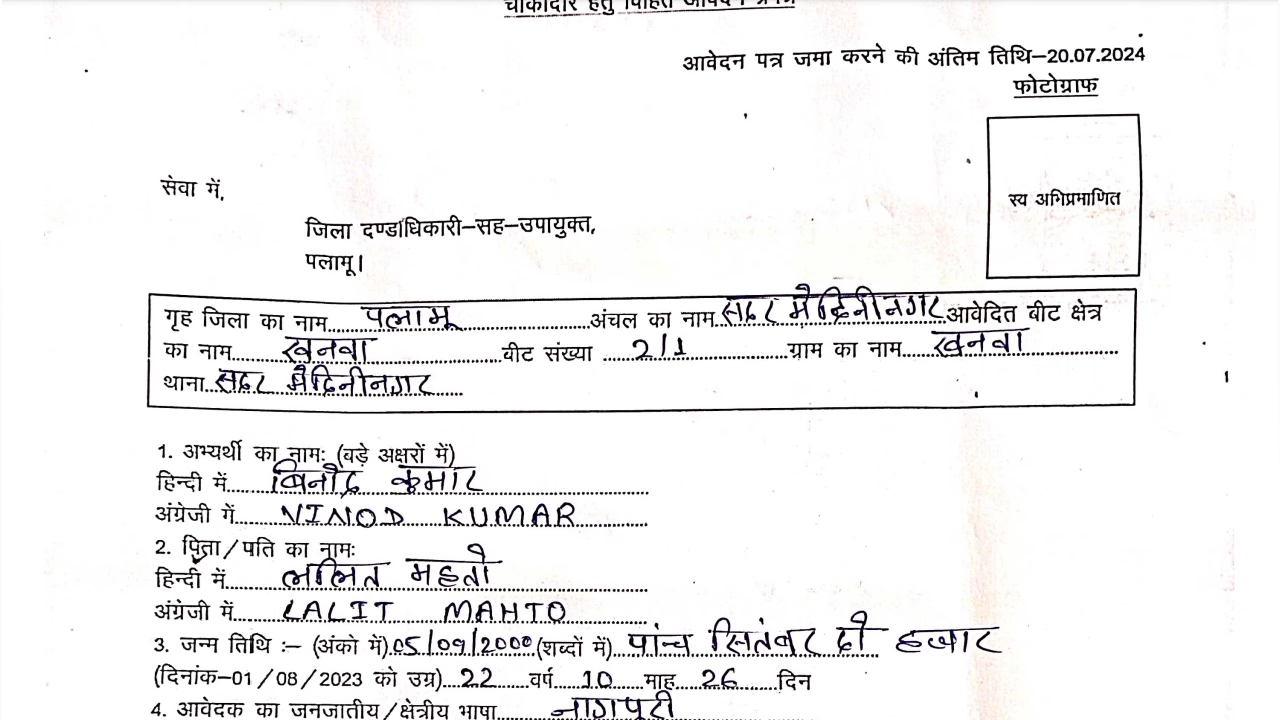 चौकीदार हेतु विहित आवेदन प्रपत्र
आवेदन पत्र जमा करने की अंतिम तिथि–20.07.2024
फोटोग्राफ
स्व अभिप्रमाणित
सेवा में,
जिला दण्डाधिकारी–सह–उपायुक्त,
पलामू।
गृह जिला का नाम...पलामू...अंचल का नाम...सदर मेदिनीनगर...आवेदित बीट क्षेत्र
का नाम...खनवा...बीट संख्या...2/1...ग्राम का नाम...खनवा...
थाना...सदर मेदिनीनगर...
1. अभ्यर्थी का नामः (बड़े अक्षरों में)
हिन्दी में...बिनोद कुमार...
अंग्रेजी में...VINOD KUMAR...
2. पिता/पति का नामः
हिन्दी में...ललित महतो...
अंग्रेजी में...LALIT MAHTO...
3. जन्म तिथि :– (अंको में).05/09/2000(शब्दों में)...पांच सितंबर दो हजार
(दिनांक–01/08/2023 को उम्र)...22...वर्ष...10...माह...26...दिन
4. आवेदक का जनजातीय/क्षेत्रीय भाषा...नागपुरी